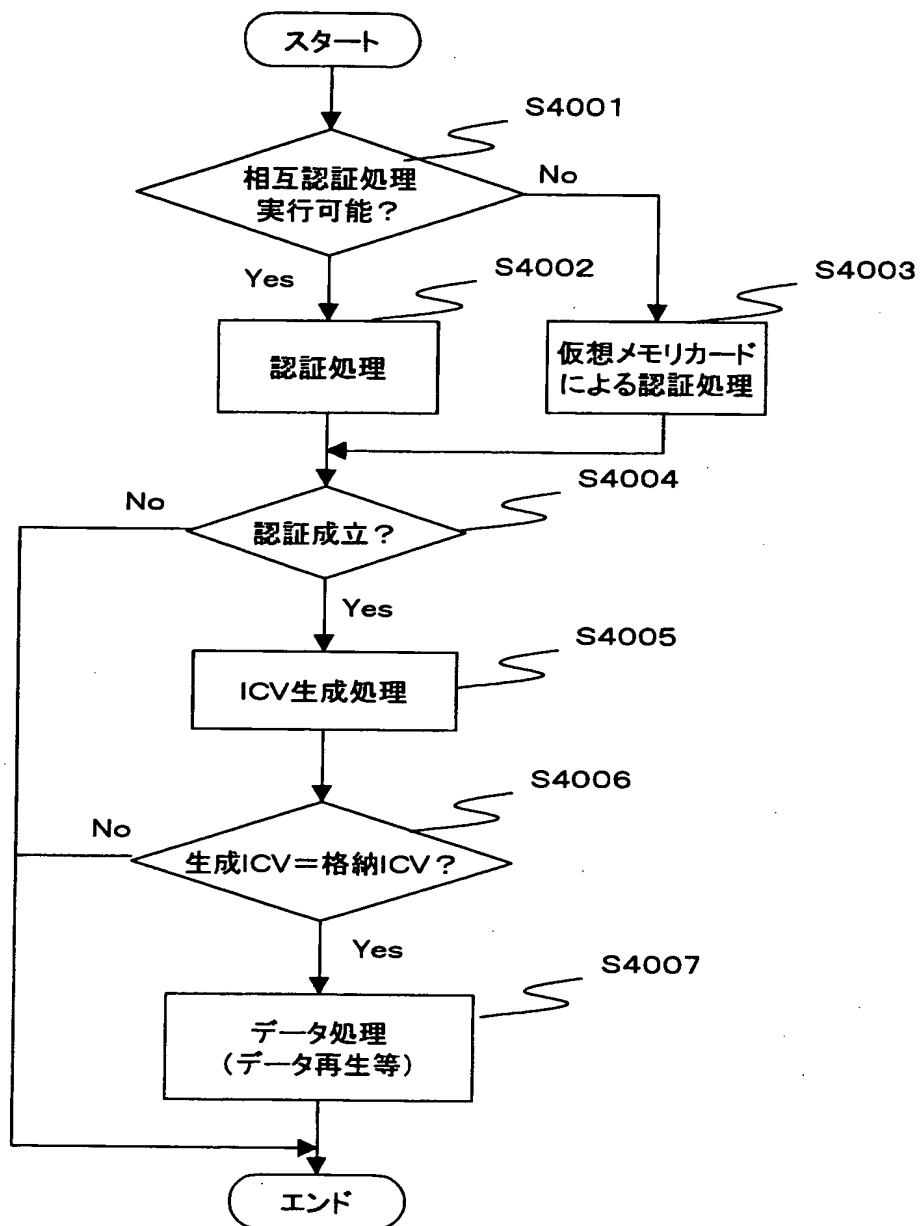 スタート
S4001
相互認証処理
実行可能？
No
Yes
S4002
S4003
認証処理
仮想メモリカード
による認証処理
S4004
No
認証成立？
Yes
S4005
ICV生成処理
S4006
No
生成ICV＝格納ICV？
Yes
S4007
データ処理
（データ再生等）
エンド